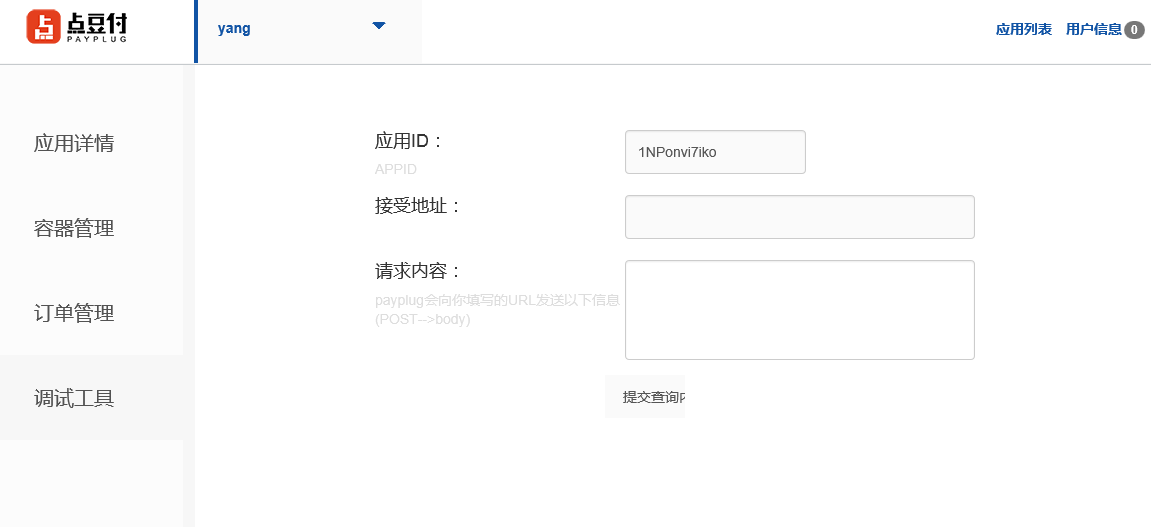 点豆付
PAYPLUG
yang
应用列表 用户信息 0
应用详情
容器管理
订单管理
调试工具
应用ID：
APPID
1NPonvi7iko
接受地址：
请求内容：
payplug会向你填写的URL发送以下信息
(POST-->body)
提交查询